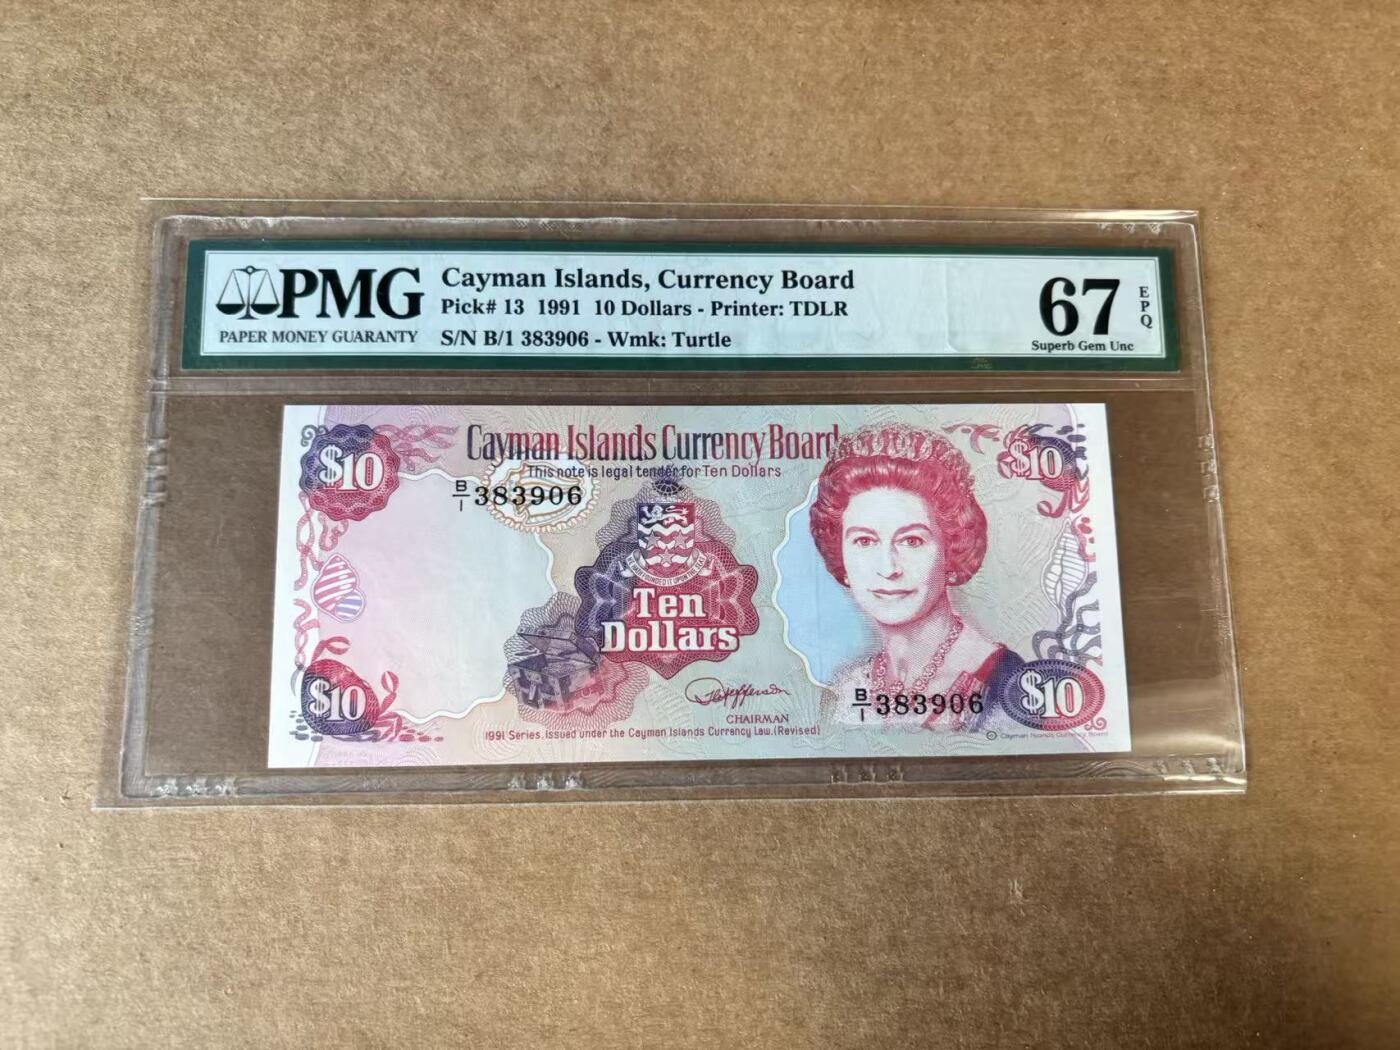 PMG
PAPER MONEY GUARANTY
Cayman Islands, Currency Board
Pick# 13 1991 10 Dollars - Printer: TDLR
S/N B/1 383906 - Wmk: Turtle
67
EPQ
Superb Gem Unc
Cayman Islands Currency Board
This note is legal tender for Ten Dollars
$10
$10
B/1 383906
Ten
Dollars
$10
B/1 383906
$10
CHAIRMAN
1991 Series. Issued under the Cayman Islands Currency Law. (Revised)
© Cayman Islands Currency Board